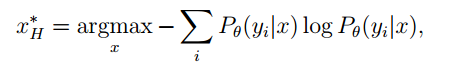 x*_H = argmax_x − ∑_i P_θ(y_i|x) log P_θ(y_i|x),